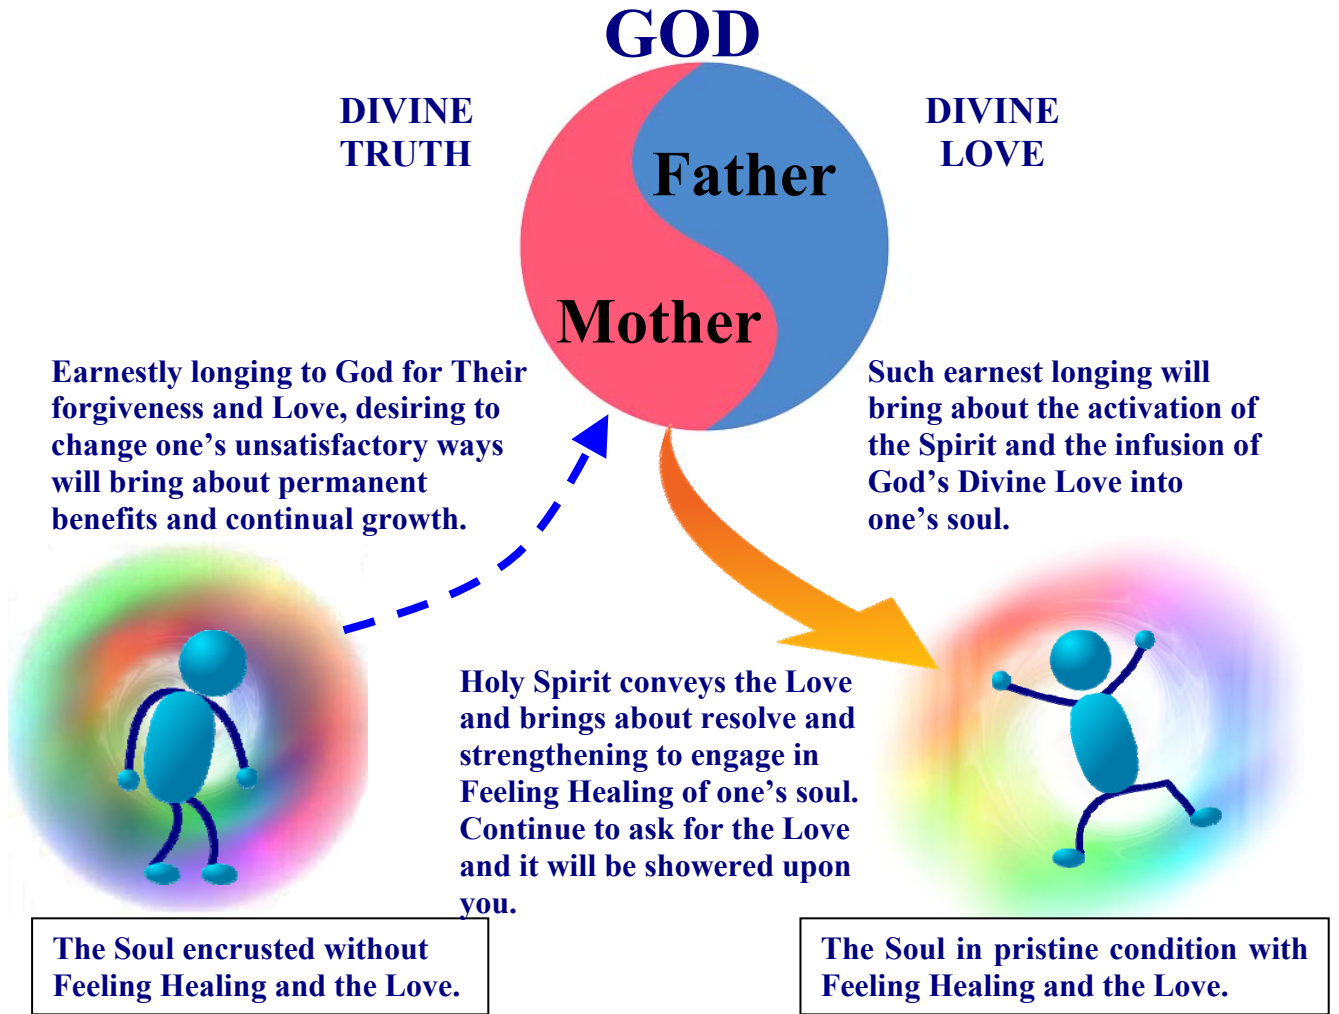 GOD
DIVINE
TRUTH
DIVINE
LOVE
Father
Mother
Earnestly longing to God for Their
forgiveness and Love, desiring to
change one’s unsatisfactory ways
will bring about permanent
benefits and continual growth.
Such earnest longing will
bring about the activation of
the Spirit and the infusion of
God’s Divine Love into
one’s soul.
Holy Spirit conveys the Love
and brings about resolve and
strengthening to engage in
Feeling Healing of one’s soul.
Continue to ask for the Love
and it will be showered upon
you.
The Soul encrusted without
Feeling Healing and the Love.
The Soul in pristine condition with
Feeling Healing and the Love.